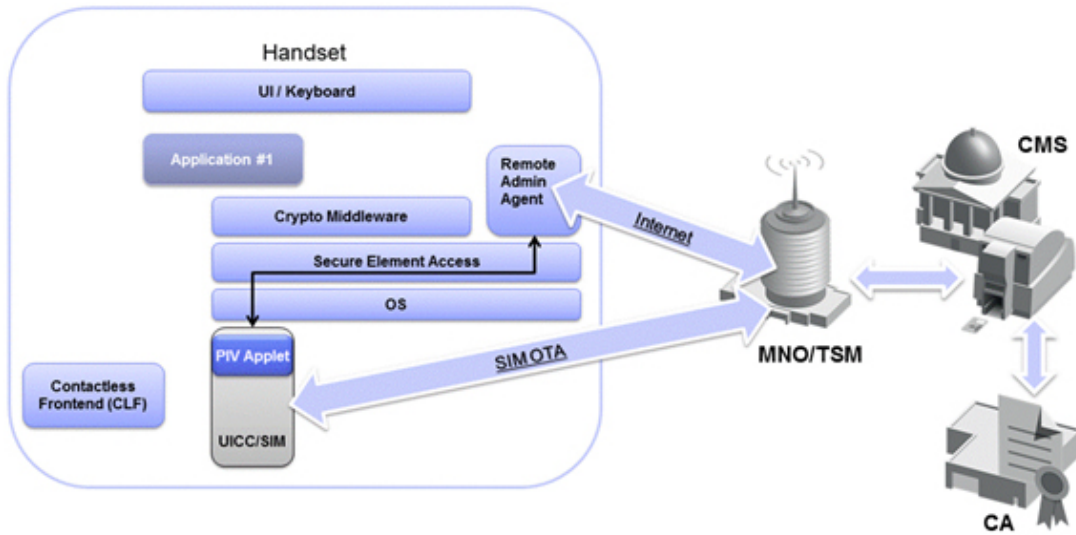 Handset
UI / Keyboard
Application #1
Remote
Admin
Agent
Crypto Middleware
Secure Element Access
OS
PIV Applet
UICC/SIM
Contactless
Frontend (CLF)
Internet
SIM OTA
MNO/TSM
CMS
CA